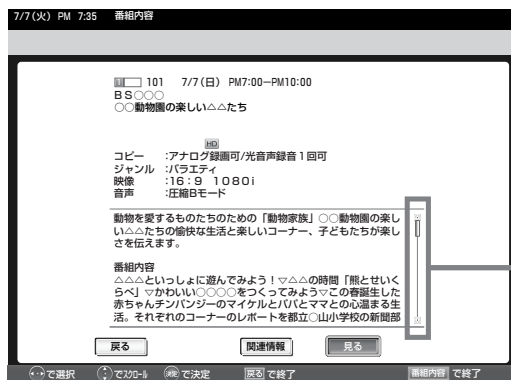 7/7(火) PM 7:35 番組内容
101 7/7(日) PM7:00−PM10:00
BS○○○
○○動物園の楽しい△△たち
HD
コピー :アナログ録画可/光音声録音1回可
ジャンル :バラエティ
映像 :16:9 1080i
音声 :圧縮Bモード
動物を愛するものたちのための「動物家族」○○動物園の楽し
い△△たちの愉快な生活と楽しいコーナー、子どもたちが楽し
さを伝えます。
番組内容
△△△といっしょに遊んでみよう!▽△△の時間「熊とせいく
らべ」▽かわいい○○○○をつくってみよう▽この春誕生した
赤ちゃんチンパンジーのマイケルとパパとママとの心温まる生
活。それぞれのコーナーのレポートを都立○山小学校の新聞部
戻る 関連情報 見る
で選択 でスクロール 決定 で決定 戻る で終了 番組内容 で終了